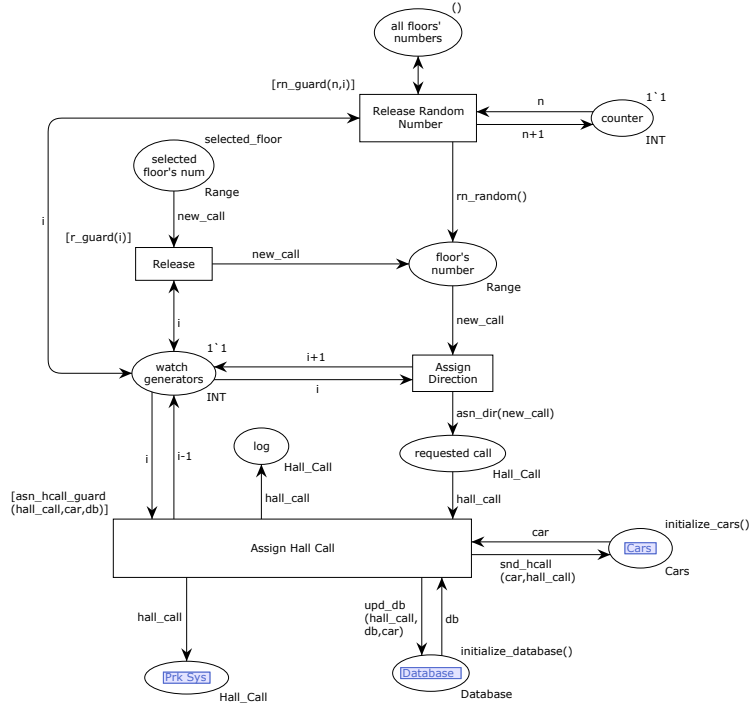 ()
all floors'
numbers
[rn_guard(n,i)]
Release Random
Number
n
n+1
1`1
counter
INT
selected_floor
selected
floor's num
Range
i
rn_random()
new_call
[r_guard(i)]
Release
new_call
floor's
number
Range
i
new_call
1`1
watch
generators
INT
i+1
i
Assign
Direction
asn_dir(new_call)
log
Hall_Call
requested call
Hall_Call
i
i-1
hall_call
hall_call
[asn_hcall_guard
(hall_call,car,db)]
Assign Hall Call
car
snd_hcall
(car,hall_call)
initialize_cars()
Cars
Cars
hall_call
upd_db
(hall_call,
db,car)
db
initialize_database()
Prk Sys
Hall_Call
Database
Database